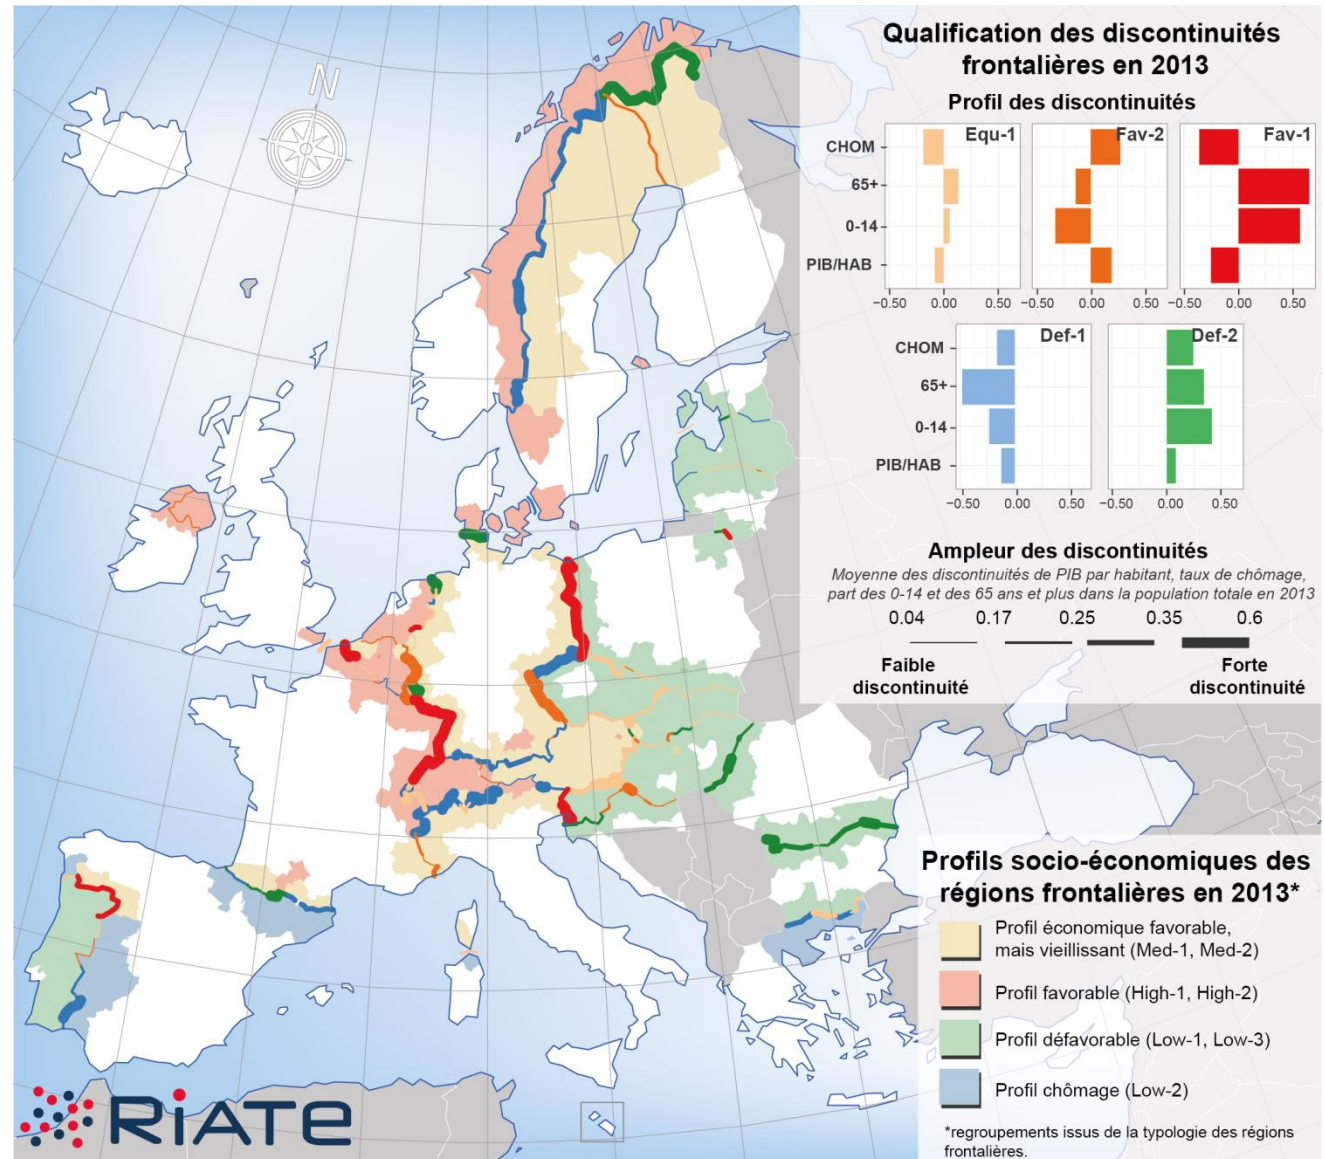 Qualification des discontinuités
frontalières en 2013
Profil des discontinuités
Equ-1
Fav-2
Fav-1
CHOM
65+
0-14
PIB/HAB
−0.50 0.00 0.50
−0.50 0.00 0.50
−0.50 0.00 0.50
Def-1
Def-2
CHOM
65+
0-14
PIB/HAB
−0.50 0.00 0.50
−0.50 0.00 0.50
Ampleur des discontinuités
Moyenne des discontinuités de PIB par habitant, taux de chômage,
part des 0-14 et des 65 ans et plus dans la population totale en 2013
0.04 0.17 0.25 0.35 0.6
Faible
discontinuité
Forte
discontinuité
Profils socio-économiques des
régions frontalières en 2013*
Profil économique favorable,
mais vieillissant (Med-1, Med-2)
Profil favorable (High-1, High-2)
Profil défavorable (Low-1, Low-3)
Profil chômage (Low-2)
*regroupements issus de la typologie des régions
frontalières.
N
RiATe